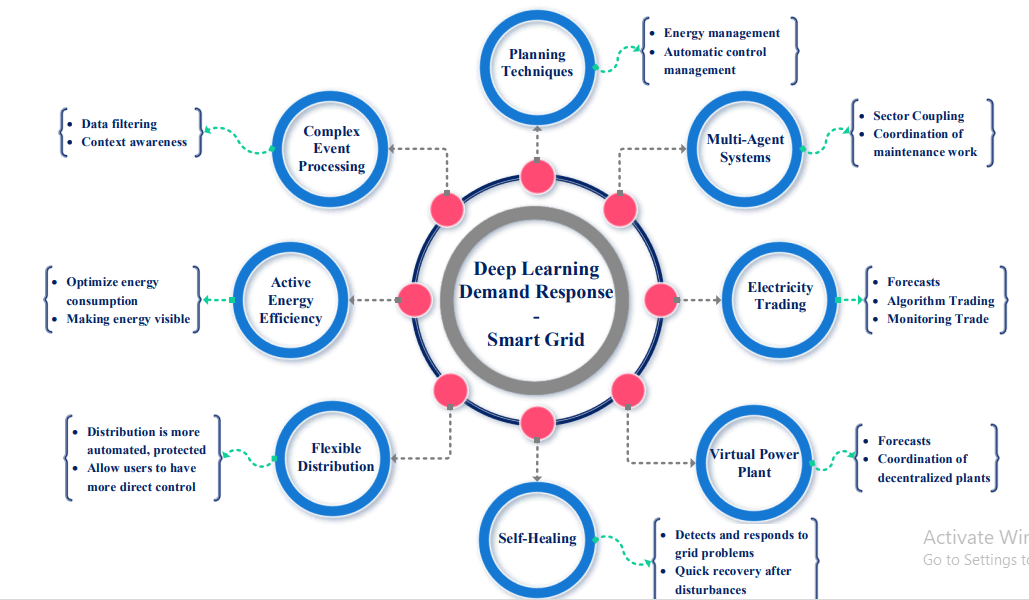 Planning
Techniques
• Energy management
• Automatic control
management
Multi-Agent
Systems
• Sector Coupling
• Coordination of
maintenance work
Electricity
Trading
• Forecasts
• Algorithm Trading
• Monitoring Trade
Virtual Power
Plant
• Forecasts
• Coordination of
decentralized plants
Self-Healing
• Detects and responds to
grid problems
• Quick recovery after
disturbances
Flexible
Distribution
• Distribution is more
automated, protected
• Allow users to have
more direct control
Active
Energy
Efficiency
• Optimize energy
consumption
• Making energy visible
Complex
Event
Processing
• Data filtering
• Context awareness
Deep Learning
Demand Response
-
Smart Grid
Activate Wir
Go to Settings to